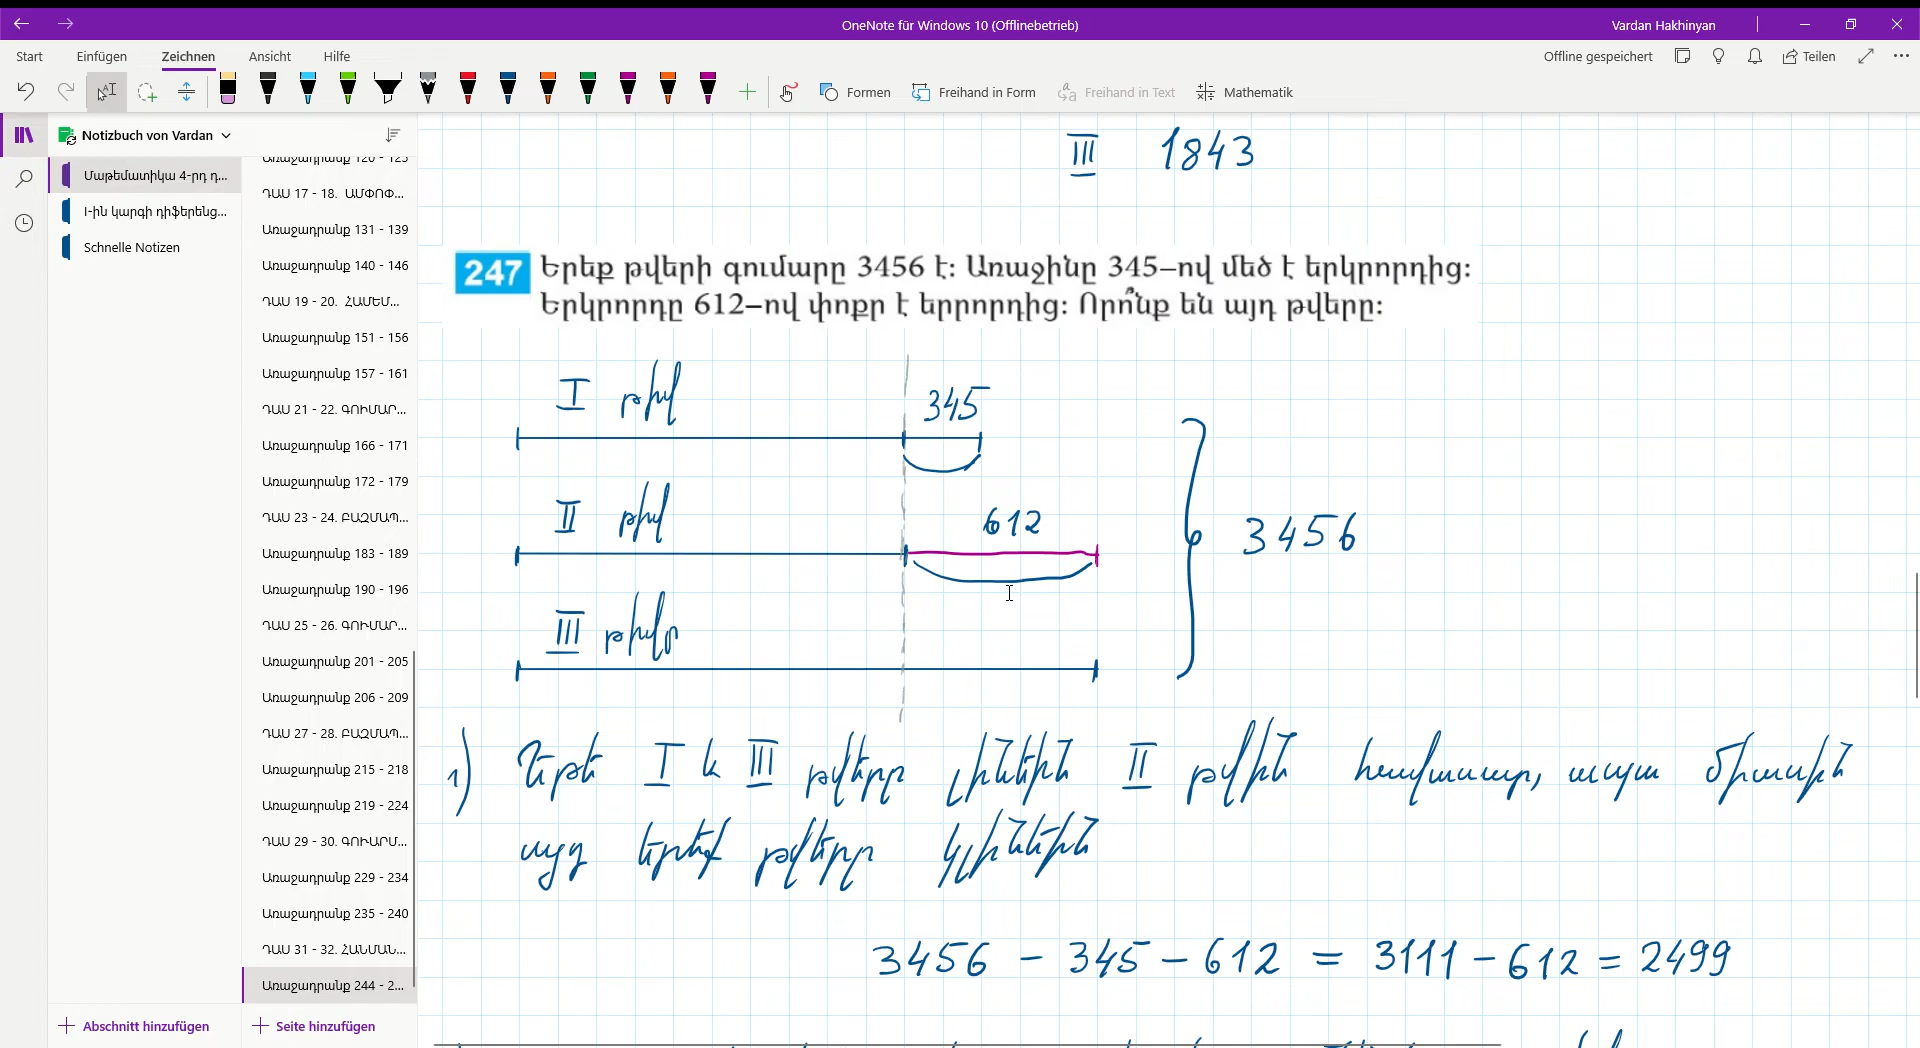 OneNote für Windows 10 (Offlinebetrieb)
Vardan Hakhinyan
Start Einfügen Zeichnen Ansicht Hilfe
Offline gespeichert Teilen
Formen Freihand in Form Freihand in Text Mathematik
Notizbuch von Vardan
Մաթեմատիկա 4-րդ դ...
I-ին կարգի դիֆերենց...
Schnelle Notizen
Առաջադրանք 120 - 125
ԴԱՍ 17 - 18. ԱՄՓՈՓ...
Առաջադրանք 131 - 139
Առաջադրանք 140 - 146
ԴԱՍ 19 - 20. ՀԱՄԵՄ...
Առաջադրանք 151 - 156
Առաջադրանք 157 - 161
ԴԱՍ 21 - 22. ԳՈՒՄԱՐ...
Առաջադրանք 166 - 171
Առաջադրանք 172 - 179
ԴԱՍ 23 - 24. ԲԱԶՄԱՊ...
Առաջադրանք 183 - 189
Առաջադրանք 190 - 196
ԴԱՍ 25 - 26. ԳՈՒՄԱՐ...
Առաջադրանք 201 - 205
Առաջադրանք 206 - 209
ԴԱՍ 27 - 28. ԲԱԶՄԱՊ...
Առաջադրանք 215 - 218
Առաջադրանք 219 - 224
ԴԱՍ 29 - 30. ԳՈՒԱՐՄ...
Առաջադրանք 229 - 234
Առաջադրանք 235 - 240
ԴԱՍ 31 - 32. ՀԱՆՄԱՆ...
Առաջադրանք 244 - 2...
Abschnitt hinzufügen
Seite hinzufügen
III 1843
247 Երեք թվերի գումարը 3456 է: Առաջինը 345–ով մեծ է երկրորդից:
Երկրորդը 612–ով փոքր է երրորդից: Որո՞նք են այդ թվերը:
I թիվ
345
II թիվ
612
3456
III թիվը
1) Եթե I և III թվերը լինեին II թվին հավասար, ապա միասին
այդ երեք թվերը կլինեին
3456 - 345 - 612 = 3111 - 612 = 2499